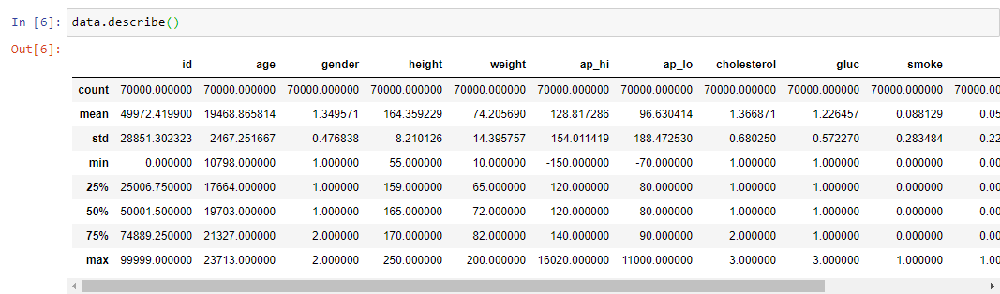 In [6]: data.describe()
Out[6]:
id age gender height weight ap_hi ap_lo cholesterol gluc smoke
count 70000.000000 70000.000000 70000.000000 70000.000000 70000.000000 70000.000000 70000.000000 70000.000000 70000.000000 70000.000000 70000.00
mean 49972.419900 19468.865814 1.349571 164.359229 74.205690 128.817286 96.630414 1.366871 1.226457 0.088129 0.05
std 28851.302323 2467.251667 0.476838 8.210126 14.395757 154.011419 188.472530 0.680250 0.572270 0.283484 0.22
min 0.000000 10798.000000 1.000000 55.000000 10.000000 -150.000000 -70.000000 1.000000 1.000000 0.000000 0.00
25% 25006.750000 17664.000000 1.000000 159.000000 65.000000 120.000000 80.000000 1.000000 1.000000 0.000000 0.00
50% 50001.500000 19703.000000 1.000000 165.000000 72.000000 120.000000 80.000000 1.000000 1.000000 0.000000 0.00
75% 74889.250000 21327.000000 2.000000 170.000000 82.000000 140.000000 90.000000 2.000000 1.000000 0.000000 0.00
max 99999.000000 23713.000000 2.000000 250.000000 200.000000 16020.000000 11000.000000 3.000000 3.000000 1.000000 1.00